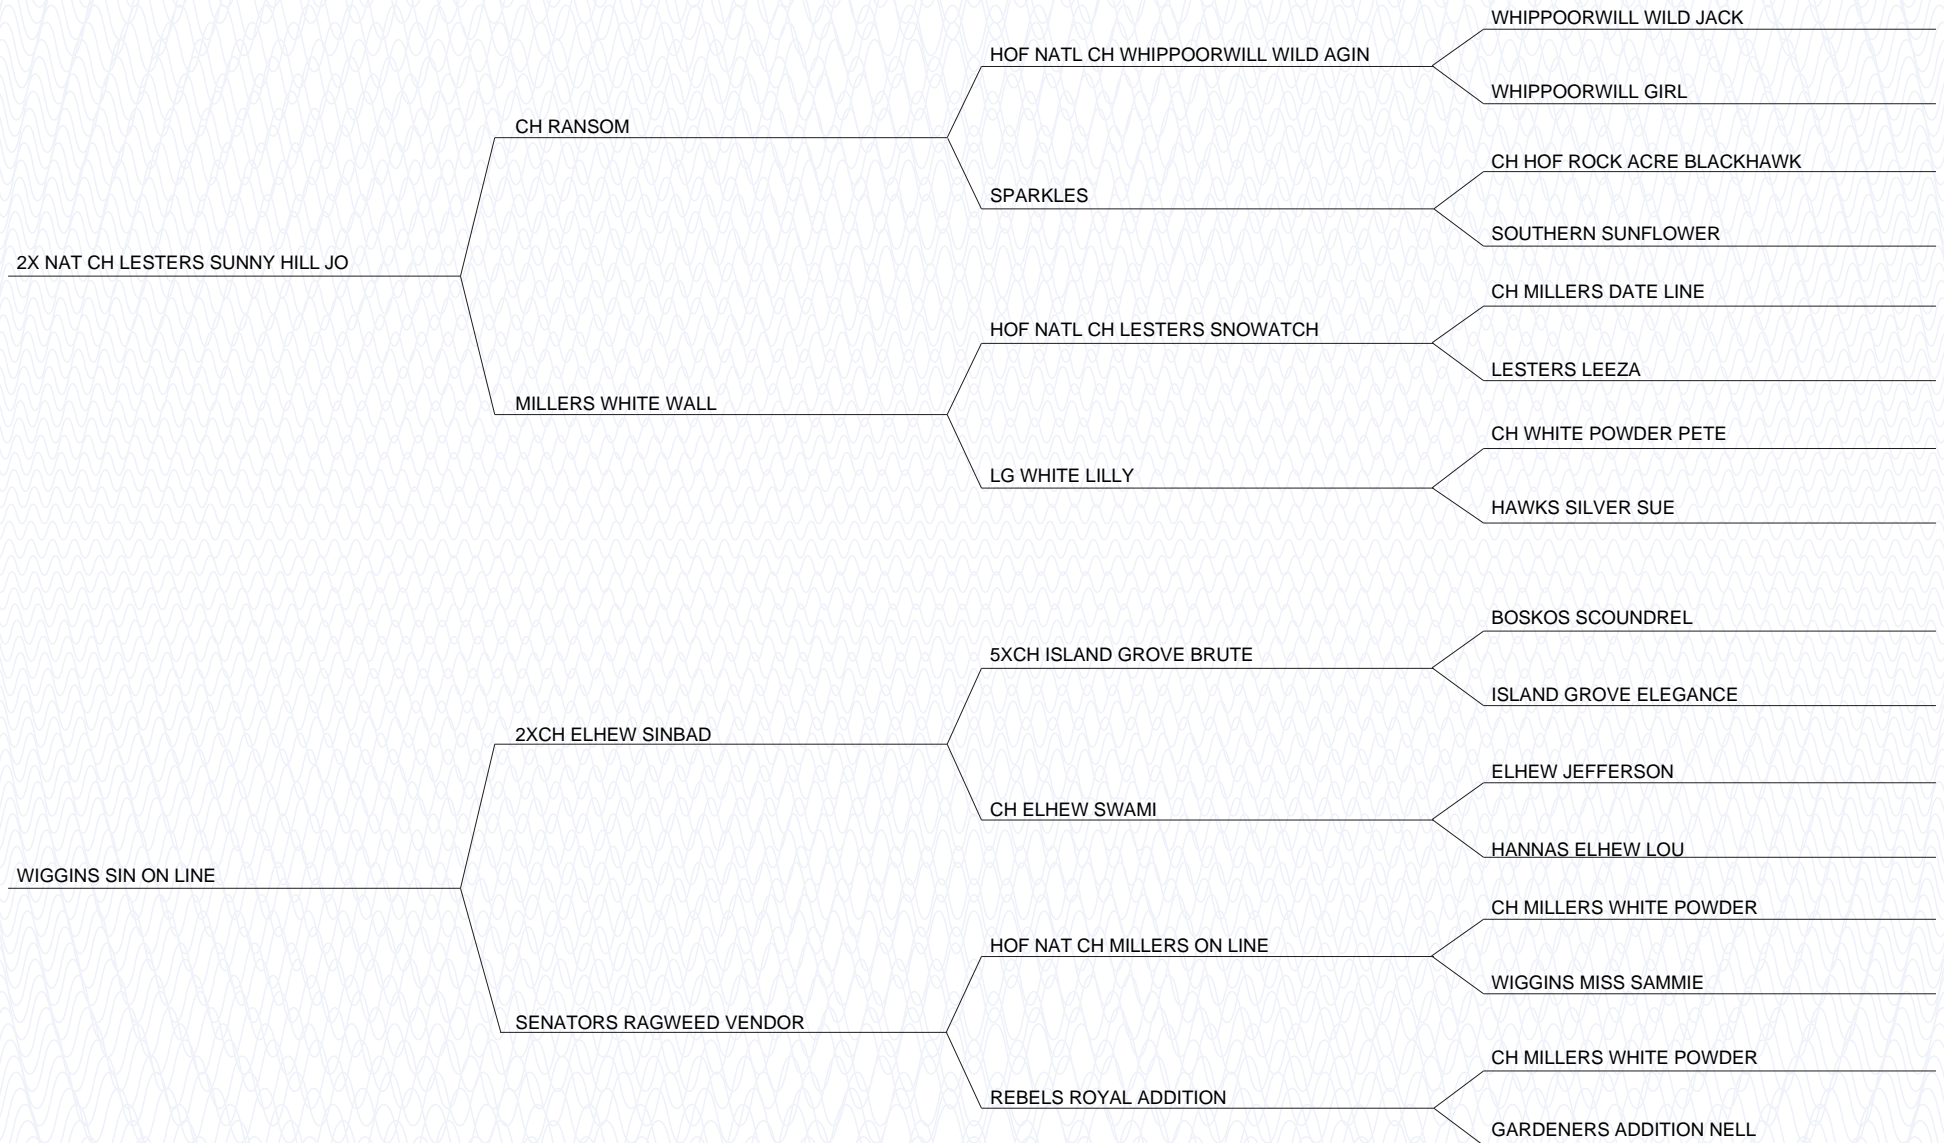 WHIPPOORWILL WILD JACK
HOF NATL CH WHIPPOORWILL WILD AGIN
WHIPPOORWILL GIRL
CH RANSOM
CH HOF ROCK ACRE BLACKHAWK
SPARKLES
SOUTHERN SUNFLOWER
2X NAT CH LESTERS SUNNY HILL JO
CH MILLERS DATE LINE
HOF NATL CH LESTERS SNOWATCH
LESTERS LEEZA
MILLERS WHITE WALL
CH WHITE POWDER PETE
LG WHITE LILLY
HAWKS SILVER SUE
BOSKOS SCOUNDREL
5XCH ISLAND GROVE BRUTE
ISLAND GROVE ELEGANCE
2XCH ELHEW SINBAD
ELHEW JEFFERSON
CH ELHEW SWAMI
HANNAS ELHEW LOU
WIGGINS SIN ON LINE
CH MILLERS WHITE POWDER
HOF NAT CH MILLERS ON LINE
WIGGINS MISS SAMMIE
SENATORS RAGWEED VENDOR
CH MILLERS WHITE POWDER
REBELS ROYAL ADDITION
GARDENERS ADDITION NELL